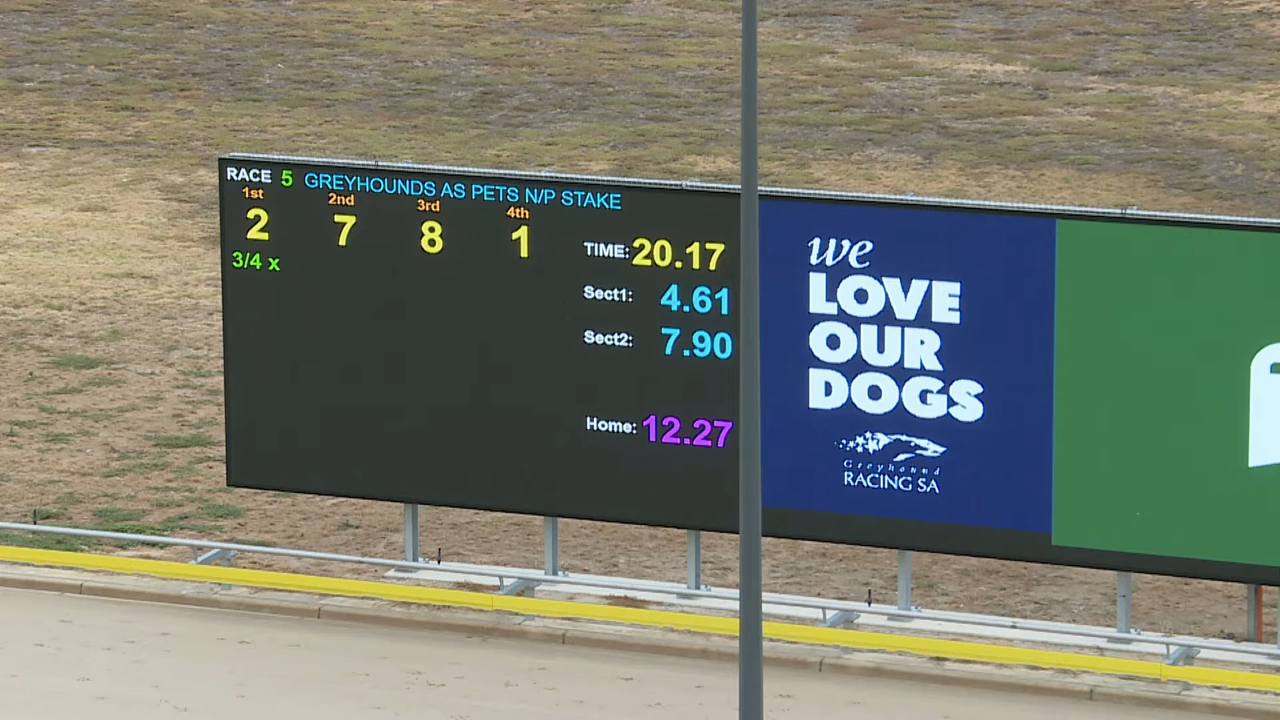 RACE 5 GREYHOUNDS AS PETS N/P STAKE
1st 2nd 3rd 4th
2 7 8 1
3/4 x
TIME: 20.17
Sect1: 4.61
Sect2: 7.90
Home: 12.27
we
LOVE
OUR
DOGS
Greyhound
RACING SA